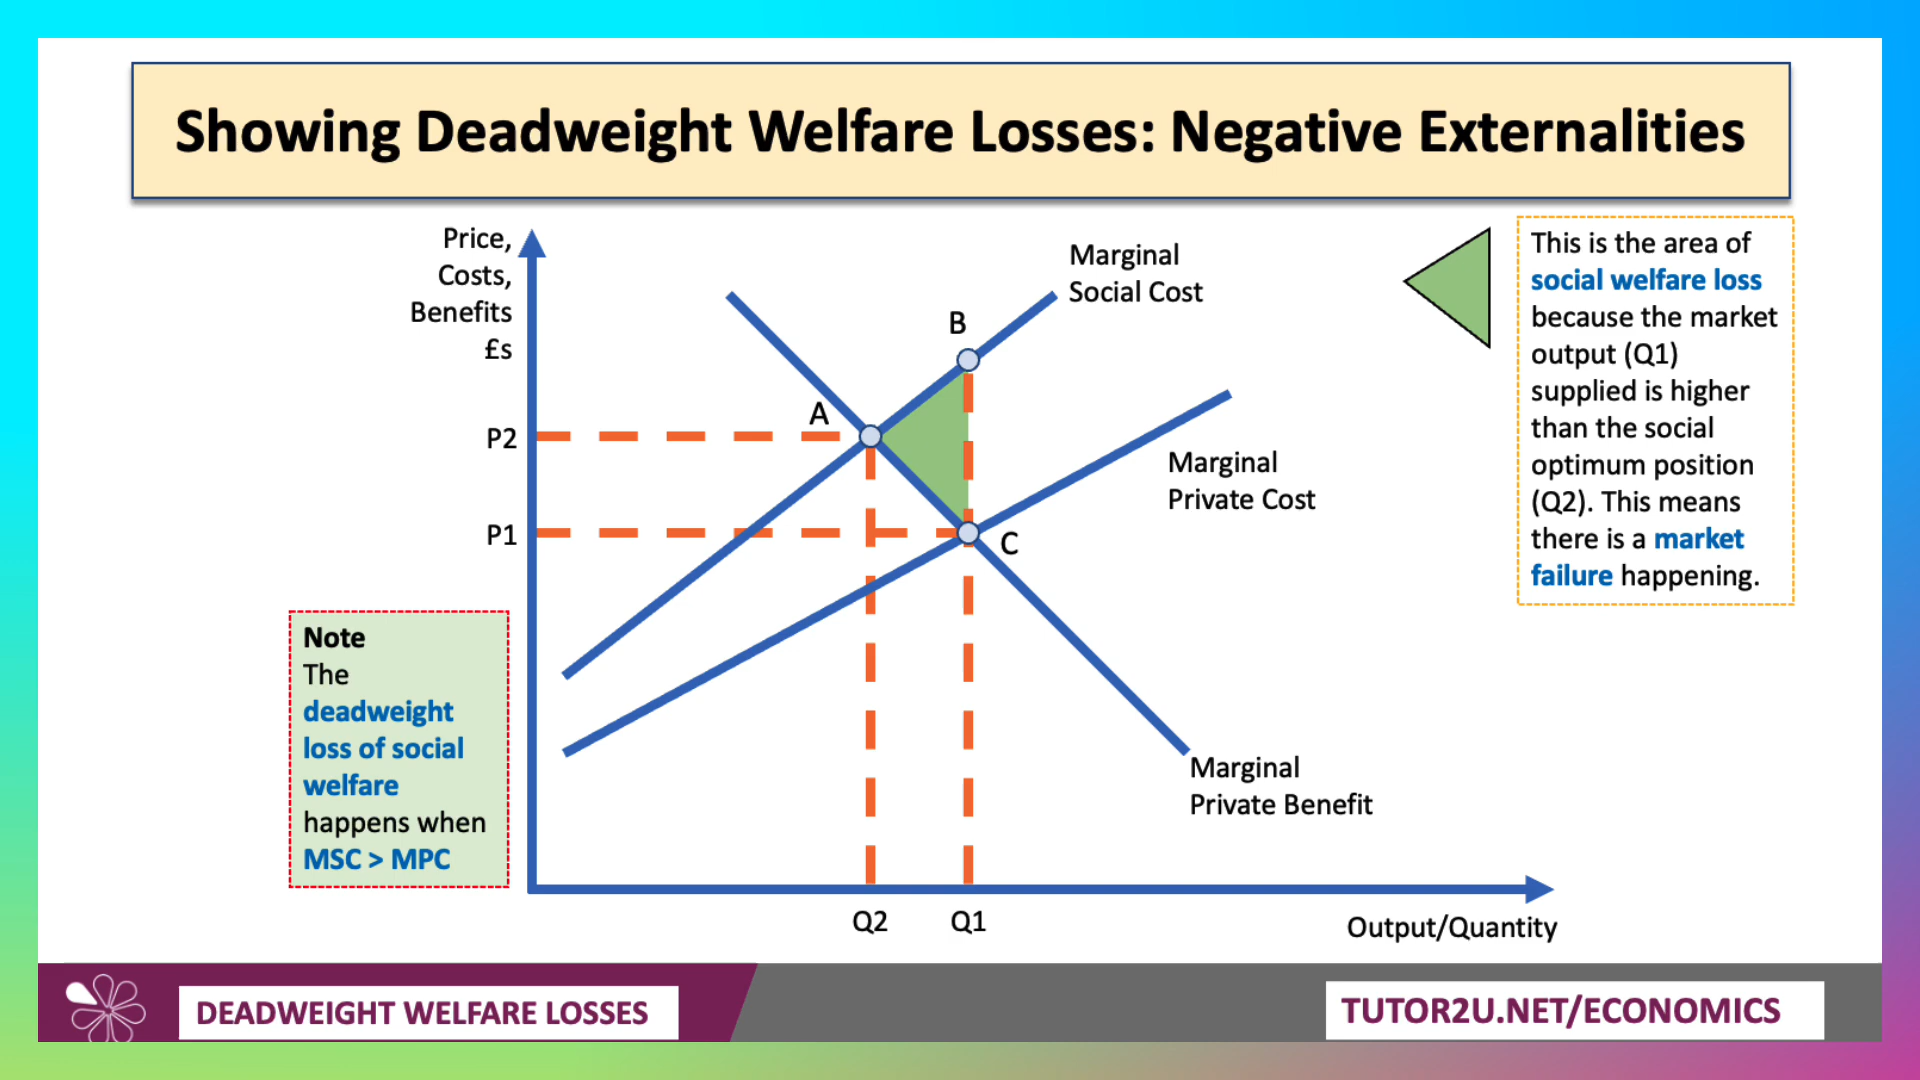 Showing Deadweight Welfare Losses: Negative Externalities
Price,
Costs,
Benefits
£s
Marginal
Social Cost
B
A
P2
Marginal
Private Cost
P1
C
Marginal
Private Benefit
Q2
Q1
Output/Quantity
This is the area of
social welfare loss
because the market
output (Q1)
supplied is higher
than the social
optimum position
(Q2). This means
there is a market
failure happening.
Note
The
deadweight
loss of social
welfare
happens when
MSC > MPC
DEADWEIGHT WELFARE LOSSES
TUTOR2U.NET/ECONOMICS